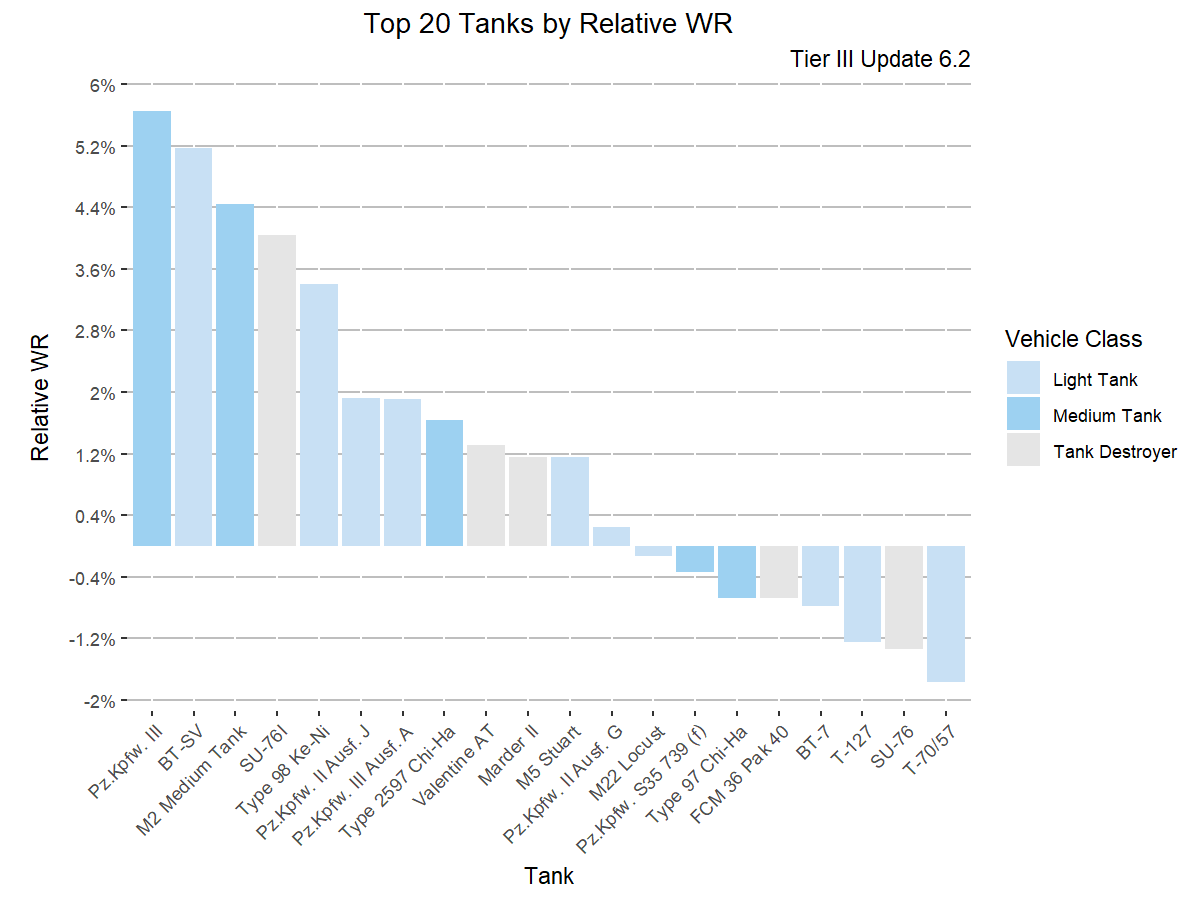 Top 20 Tanks by Relative WR
Tier III Update 6.2
6%
5.2%
4.4%
3.6%
2.8%
2%
1.2%
0.4%
-0.4%
-1.2%
-2%
Relative WR
Pz.Kpfw. III
BT-SV
M2 Medium Tank
SU-76I
Type 98 Ke-Ni
Pz.Kpfw. II Ausf. J
Pz.Kpfw. III Ausf. A
Type 2597 Chi-Ha
Valentine AT
Marder II
M5 Stuart
Pz.Kpfw. II Ausf. G
M22 Locust
Pz.Kpfw. S35 739 (f)
Type 97 Chi-Ha
FCM 36 Pak 40
BT-7
T-127
SU-76
T-70/57
Tank
Vehicle Class
Light Tank
Medium Tank
Tank Destroyer